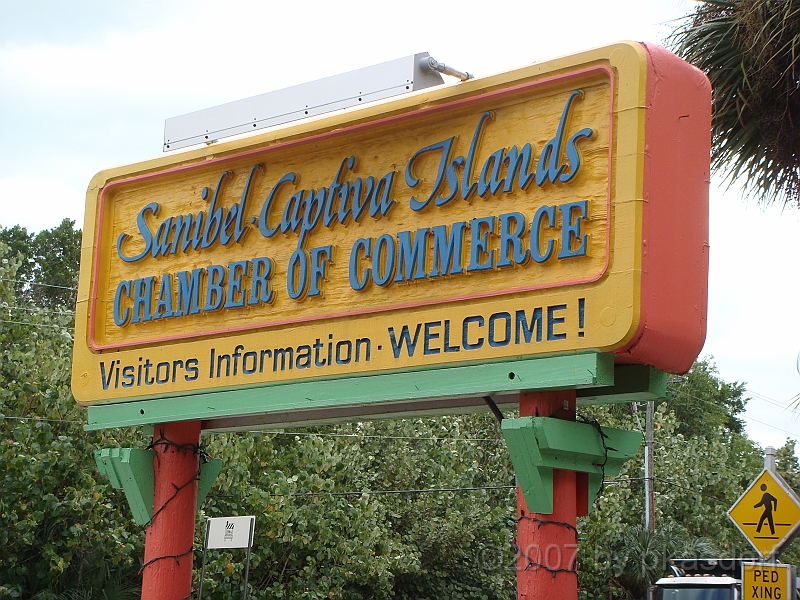 Sanibel·Captiva Islands
CHAMBER OF COMMERCE
Visitors Information · WELCOME!
PED
XING